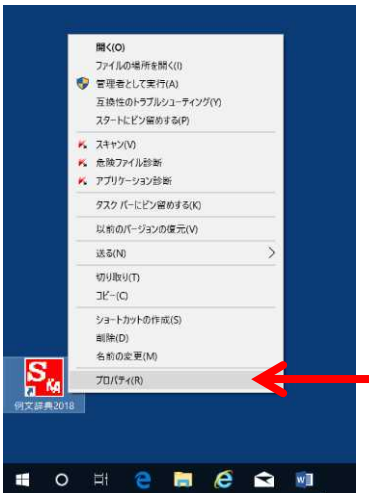 開く(O)
ファイルの場所を開く(I)
管理者として実行(A)
互換性のトラブルシューティング(Y)
スタートにピン留めする(P)
スキャン(V)
危険ファイル診断
アプリケーション診断
タスク バーにピン留めする(K)
以前のバージョンの復元(V)
送る(N)
切り取り(T)
コピー(C)
ショートカットの作成(S)
削除(D)
名前の変更(M)
プロパティ(R)
S KA
例文辞典2018